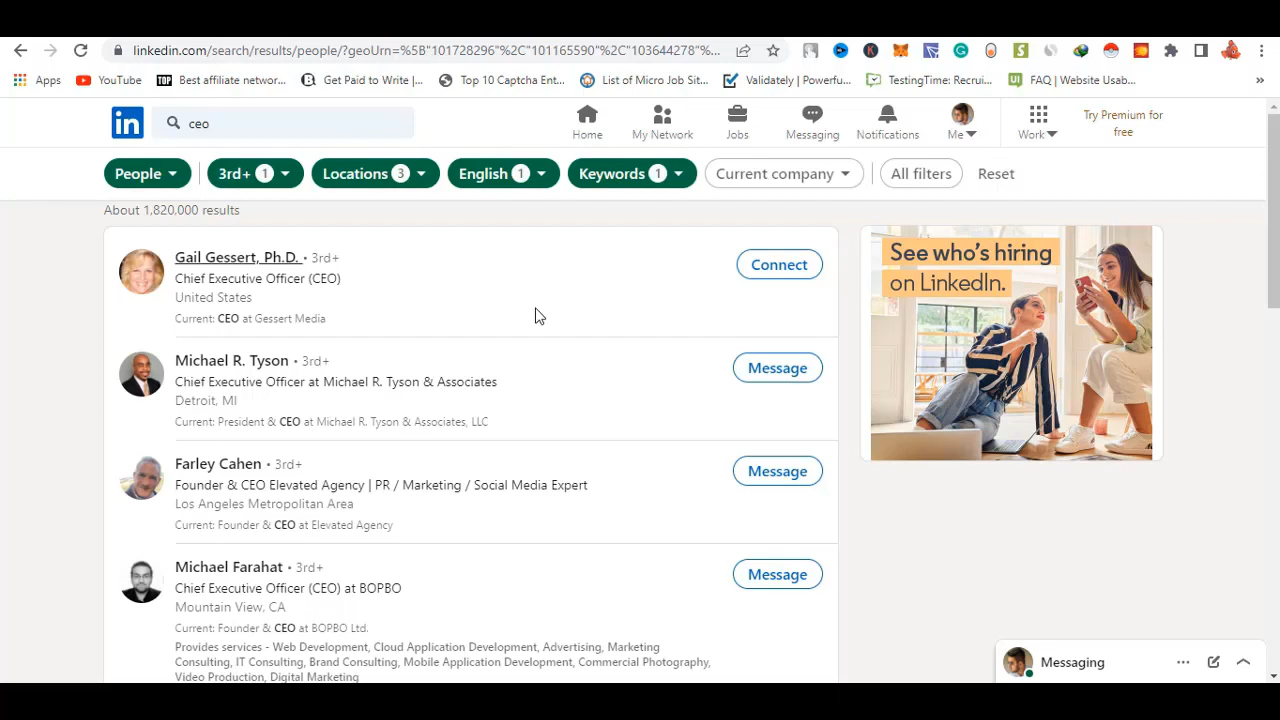 linkedin.com/search/results/people/?geoUrn=%5B"101728296"%2C"101165590"%2C"103644278"%...
Apps
YouTube
TOP Best affiliate networ...
Get Paid to Write |...
Top 10 Captcha Ent...
List of Micro Job Sit...
Validately | Powerfu...
TestingTime: Recrui...
UI FAQ | Website Usab...
»
in
ceo
Home
My Network
Jobs
Messaging
Notifications
Me
Work
Try Premium for
free
People
3rd+ 1
Locations 3
English 1
Keywords 1
Current company
All filters
Reset
About 1,820,000 results
Gail Gessert, Ph.D. • 3rd+
Chief Executive Officer (CEO)
United States
Current: CEO at Gessert Media
Connect
Michael R. Tyson • 3rd+
Chief Executive Officer at Michael R. Tyson & Associates
Detroit, MI
Current: President & CEO at Michael R. Tyson & Associates, LLC
Message
Farley Cahen • 3rd+
Founder & CEO Elevated Agency | PR / Marketing / Social Media Expert
Los Angeles Metropolitan Area
Current: Founder & CEO at Elevated Agency
Message
Michael Farahat • 3rd+
Chief Executive Officer (CEO) at BOPBO
Mountain View, CA
Current: Founder & CEO at BOPBO Ltd.
Provides services - Web Development, Cloud Application Development, Advertising, Marketing
Consulting, IT Consulting, Brand Consulting, Mobile Application Development, Commercial Photography,
Video Production, Digital Marketing
Message
See who's hiring
on LinkedIn.
Messaging